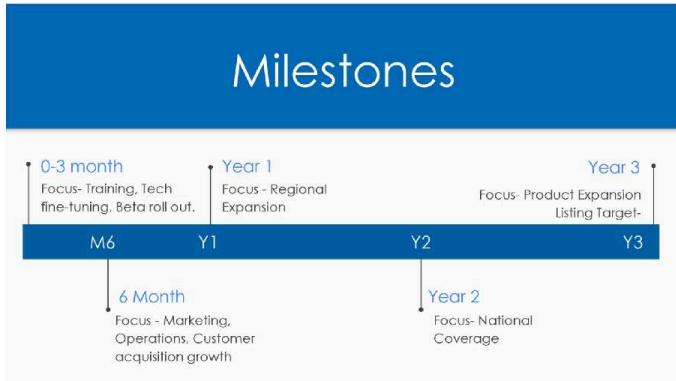 Milestones
0-3 month
Focus- Training, Tech
fine-tuning, Beta roll out.
Year 1
Focus - Regional
Expansion
Year 3
Focus- Product Expansion
Listing Target-
M6
Y1
Y2
Y3
6 Month
Focus - Marketing,
Operations, Customer
acquisition growth
Year 2
Focus- National
Coverage